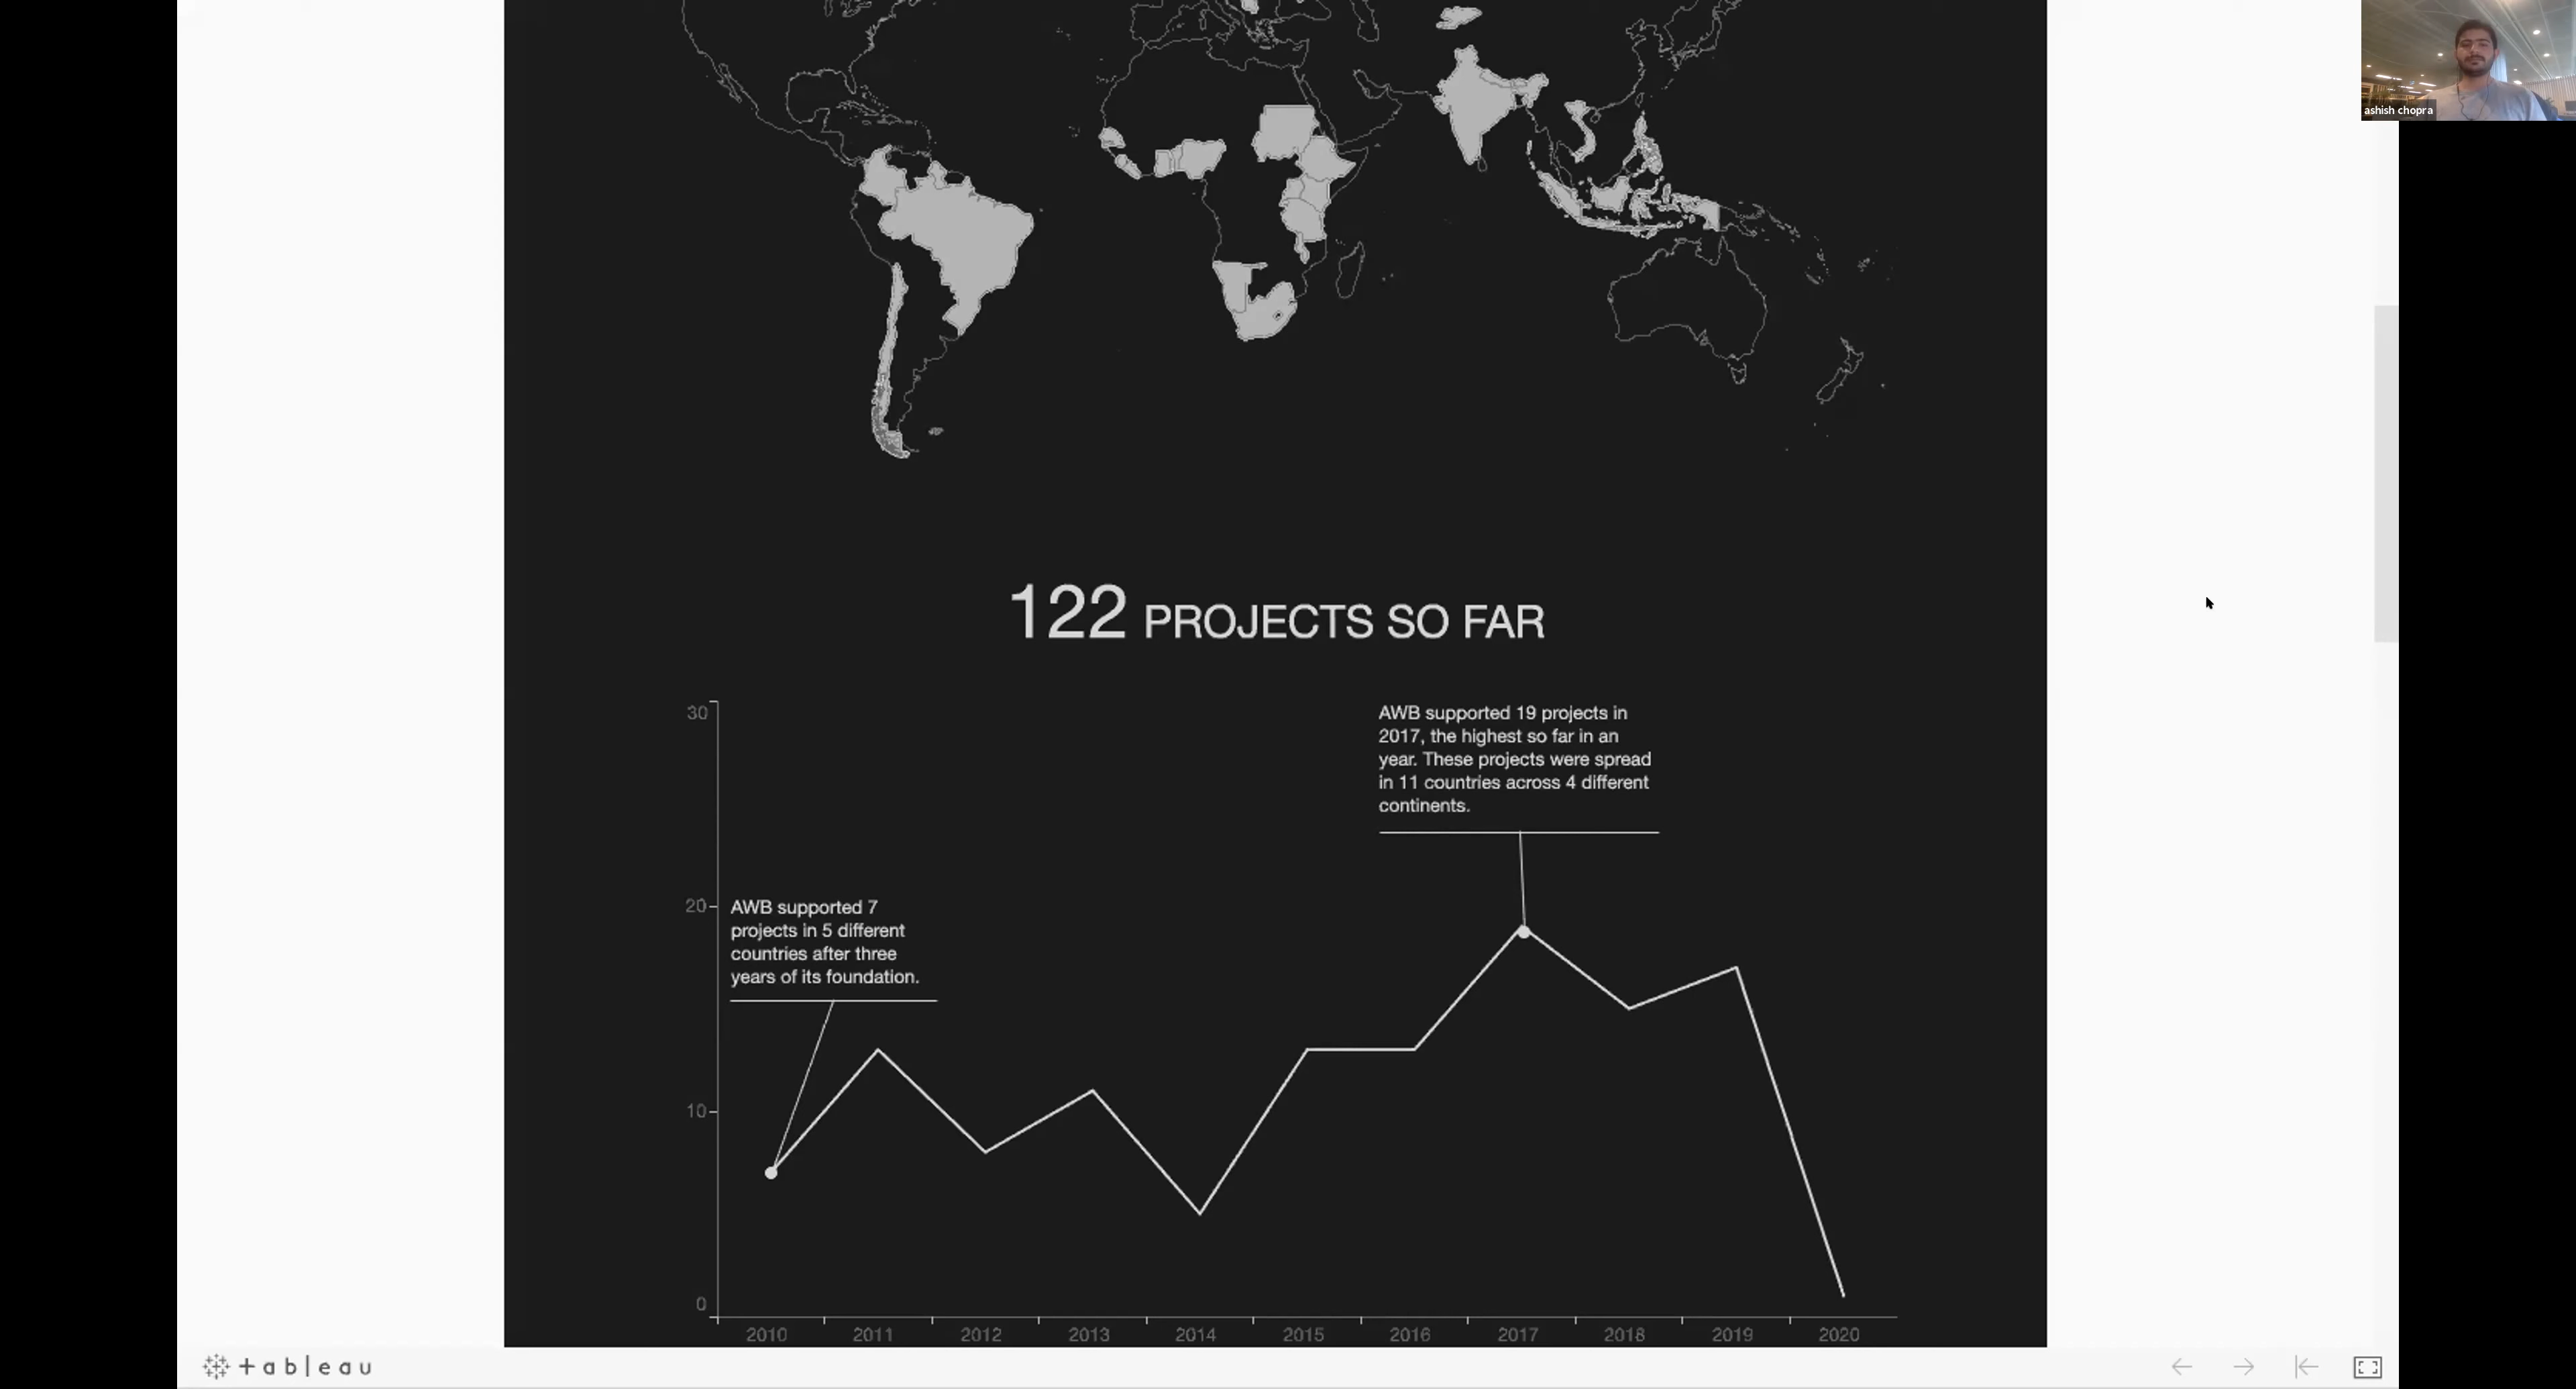 ashish chopra
122 PROJECTS SO FAR
30
AWB supported 19 projects in
2017, the highest so far in an
year. These projects were spread
in 11 countries across 4 different
continents.
20
AWB supported 7
projects in 5 different
countries after three
years of its foundation.
10
0
2010 2011 2012 2013 2014 2015 2016 2017 2018 2019 2020
+ableau